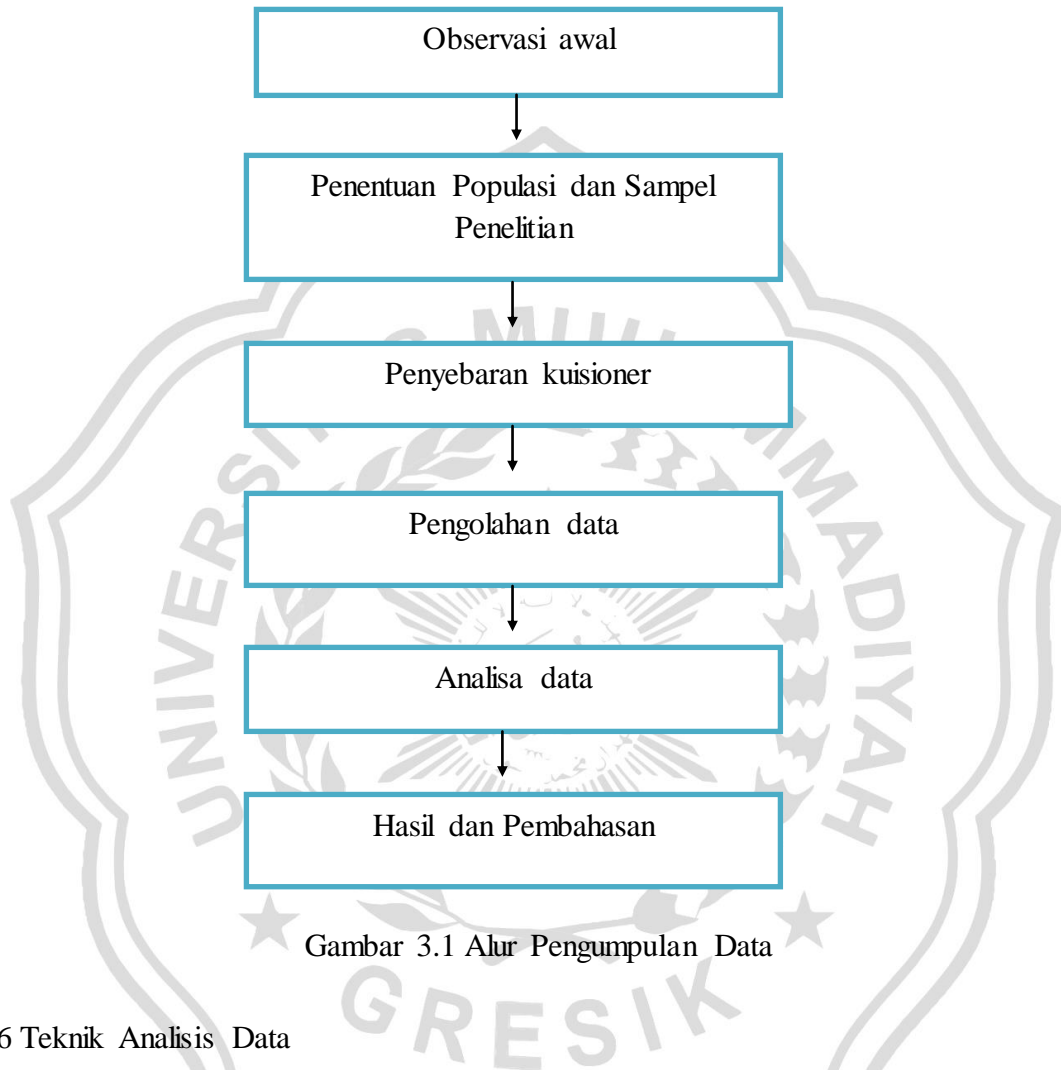 Observasi awal
Penentuan Populasi dan Sampel
Penelitian
Penyebaran kuisioner
Pengolahan data
Analisa data
Hasil dan Pembahasan
Gambar 3.1 Alur Pengumpulan Data
GRESIK
6 Teknik Analisis Data